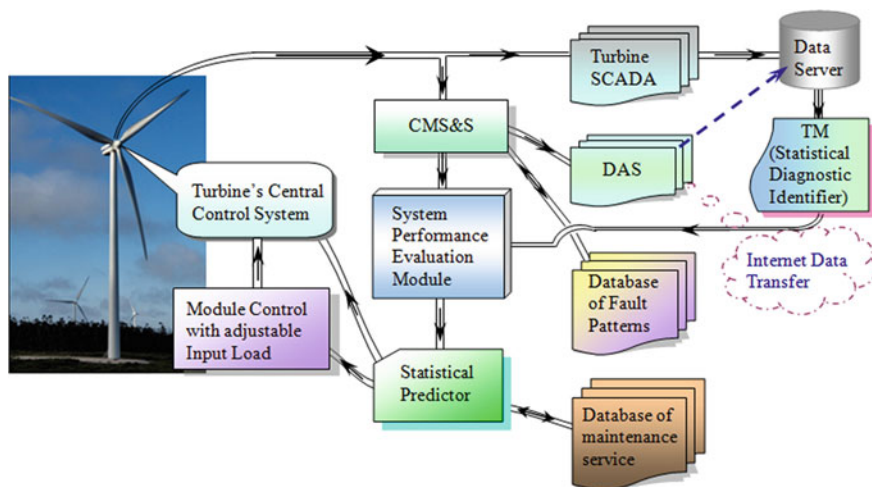 Turbine
SCADA
Data
Server
CMS&S
DAS
TM
(Statistical
Diagnostic
Identifier)
Turbine's Central
Control System
System
Performance
Evaluation
Module
Internet Data
Transfer
Database
of Fault
Patterns
Module Control
with adjustable
Input Load
Statistical
Predictor
Database of
maintenance
service